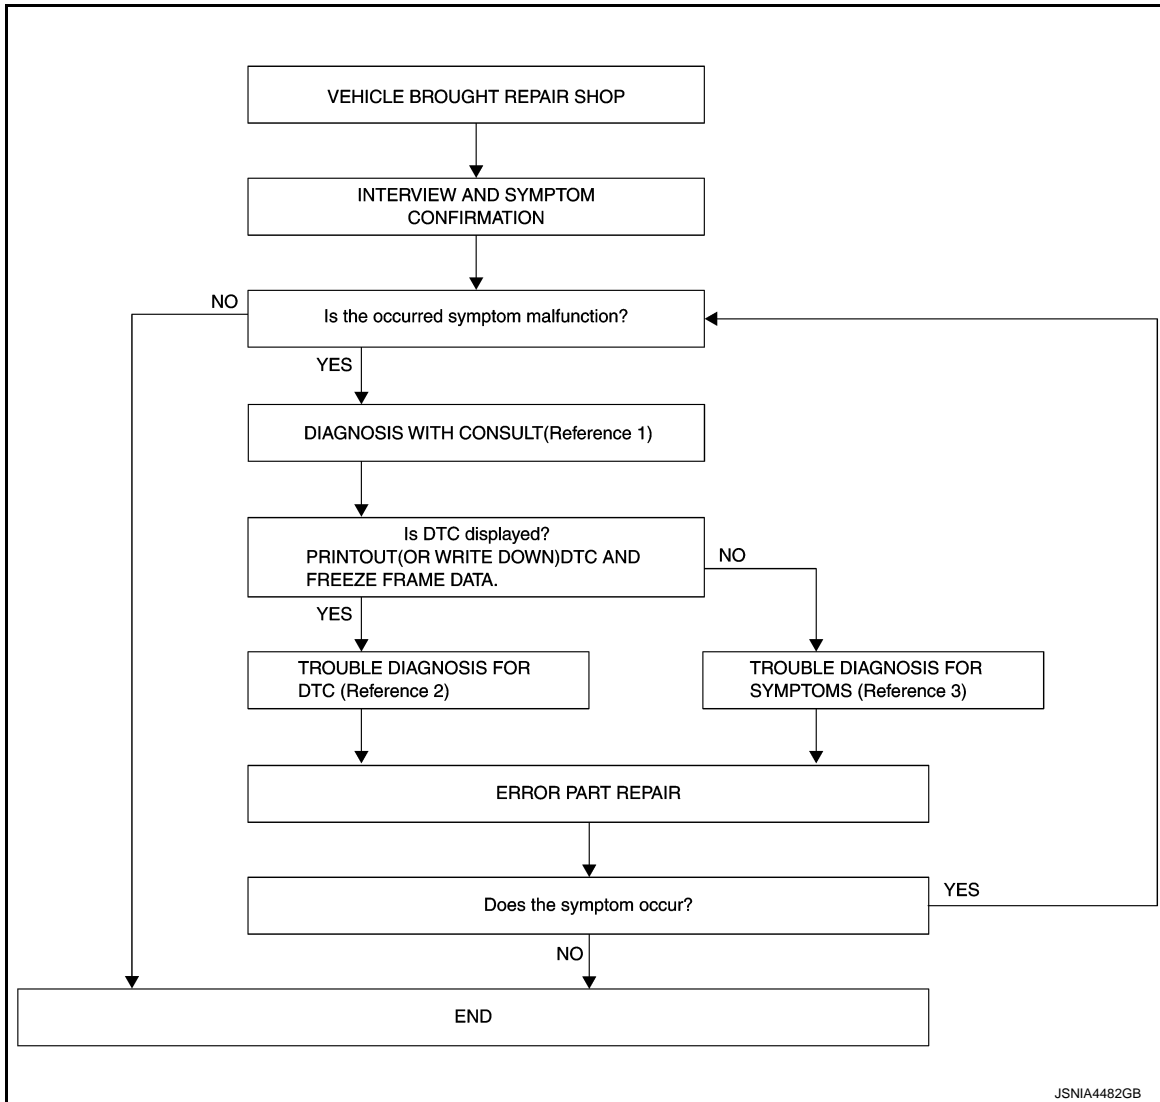 VEHICLE BROUGHT REPAIR SHOP
INTERVIEW AND SYMPTOM
CONFIRMATION
NO
Is the occurred symptom malfunction?
YES
DIAGNOSIS WITH CONSULT(Reference 1)
Is DTC displayed?
PRINTOUT(OR WRITE DOWN)DTC AND
FREEZE FRAME DATA.
NO
YES
TROUBLE DIAGNOSIS FOR
DTC (Reference 2)
TROUBLE DIAGNOSIS FOR
SYMPTOMS (Reference 3)
ERROR PART REPAIR
Does the symptom occur?
YES
NO
END
JSNIA4482GB